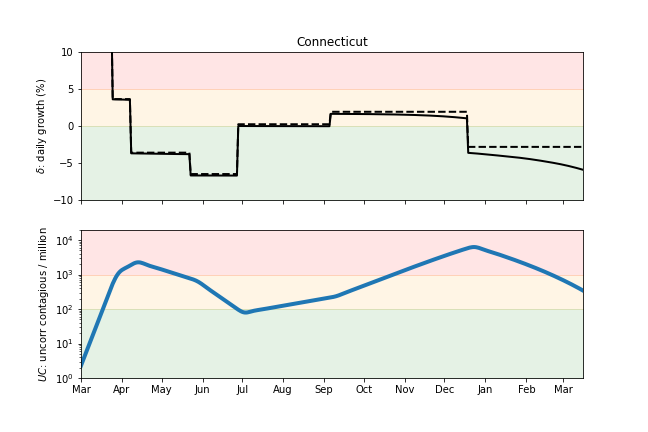 Connecticut
δ: daily growth (%)
10
5
0
−5
−10
UC: uncorr contagious / million
10⁴
10³
10²
10¹
10⁰
Mar Apr May Jun Jul Aug Sep Oct Nov Dec Jan Feb Mar